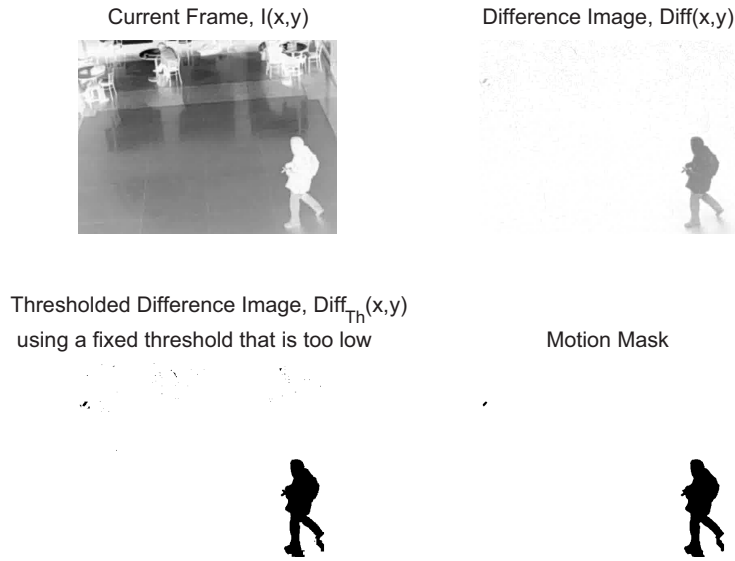 Current Frame, I(x,y)
Difference Image, Diff(x,y)
Thresholded Difference Image, Diff_Th(x,y)
using a fixed threshold that is too low
Motion Mask